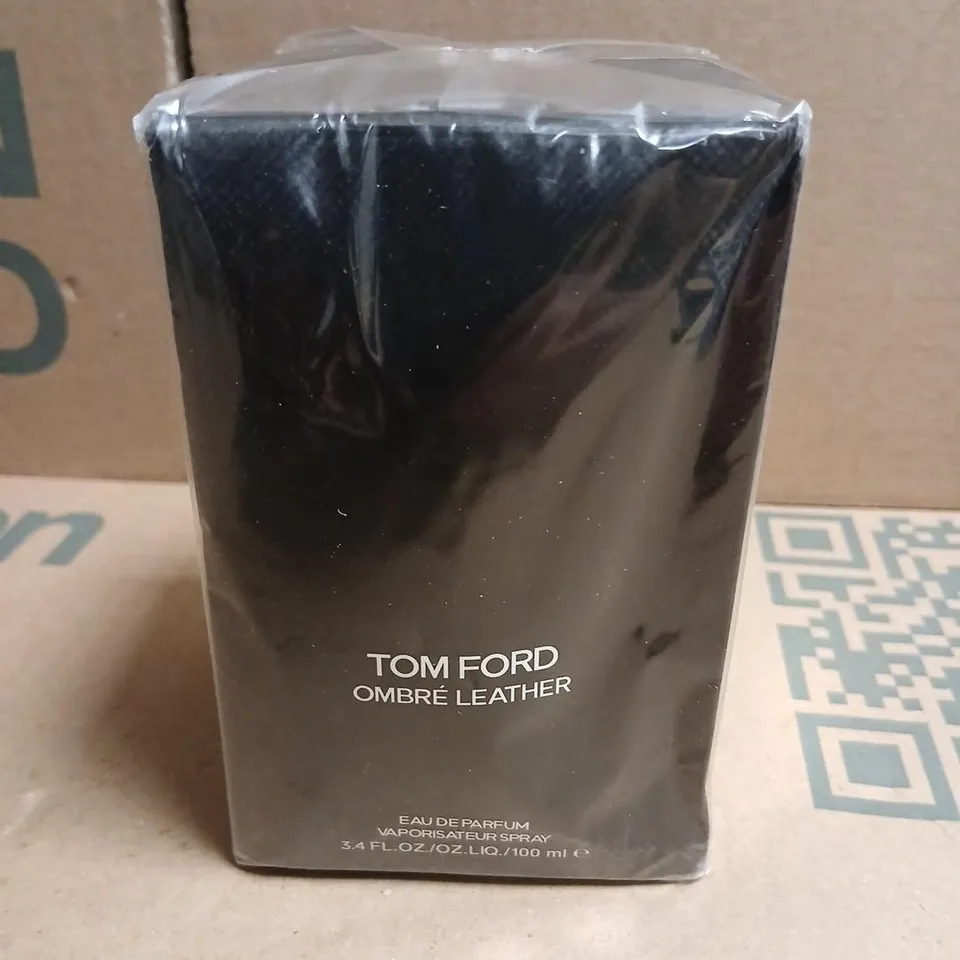 TOM FORD
OMBRÉ LEATHER
EAU DE PARFUM
VAPORISATEUR SPRAY
3.4 FL.OZ./OZ.LIQ./100 ml ℮